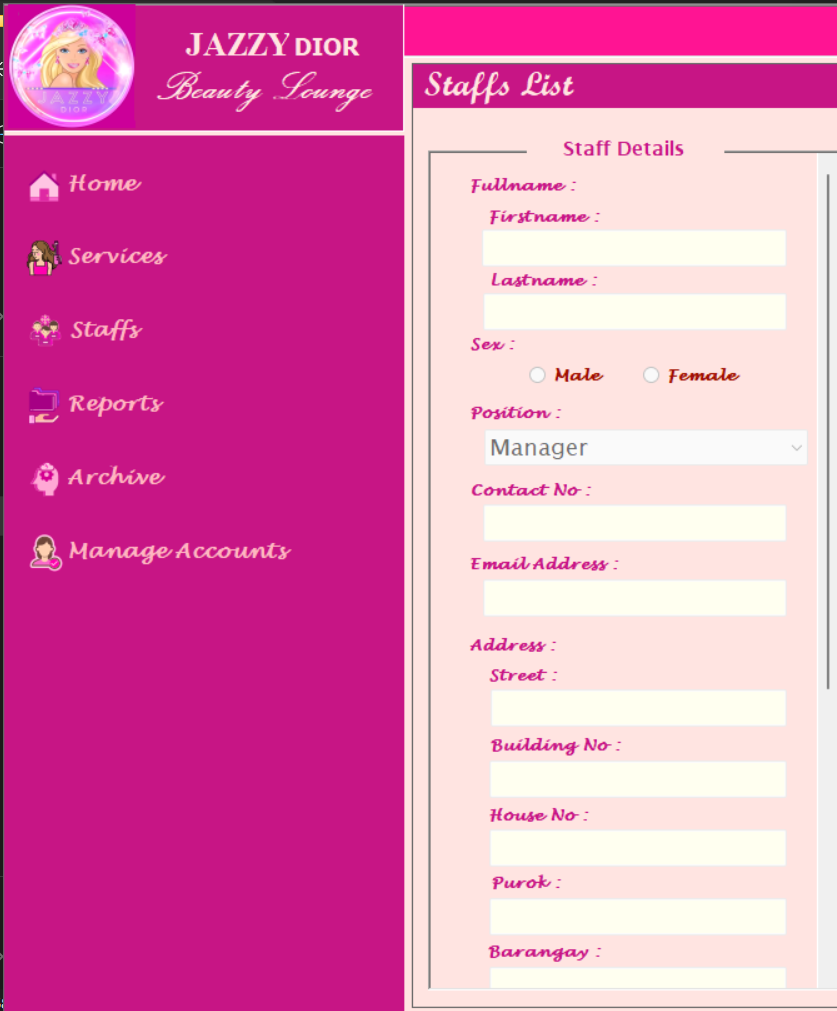 JAZZY DIOR
Beauty Lounge
JAZZY
DIOR
Home
Services
Staffs
Reports
Archive
Manage Accounts
Staffs List
Staff Details
Fullname :
Firstname :
Lastname :
Sex :
Male Female
Position :
Manager
Contact No :
Email Address :
Address :
Street :
Building No :
House No :
Purok :
Barangay :